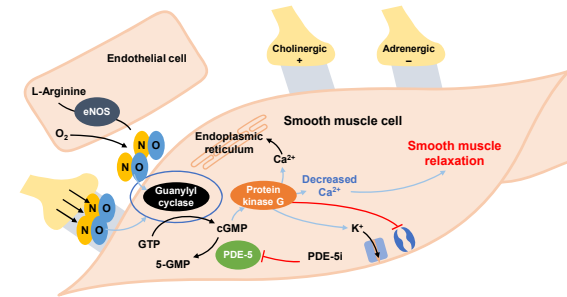 Endothelial cell
L-Arginine
eNOS
O2
N O
N O
N O
N O
Cholinergic
+
Adrenergic
–
Smooth muscle cell
Endoplasmic
reticulum
Ca2+
Smooth muscle
relaxation
Decreased
Ca2+
Guanylyl
cyclase
Protein
kinase G
GTP
cGMP
K+
5-GMP
PDE-5
PDE-5i